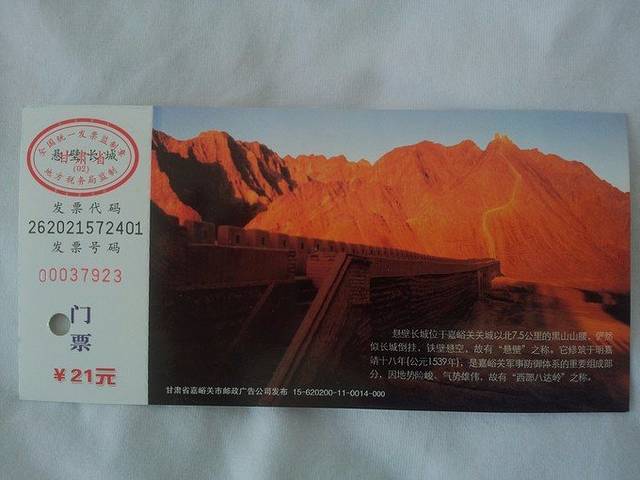 全国统一发票监制章
悬壁长城
甘肃省
(02)
地方税务局监制
发票代码
262021572401
发票号码
00037923
门
票
¥21元
悬壁长城位于嘉峪关关城以北7.5公里的黑山山腰，俨然
似长城倒挂，铁壁悬空，故有“悬壁”之称。它修筑于明嘉
靖十八年(公元1539年)，是嘉峪关军事防御体系的重要组成部
分，因地势险峻、气势雄伟，故有“西部八达岭”之称。
甘肃省嘉峪关市邮政广告公司发布 15-620200-11-0014-000